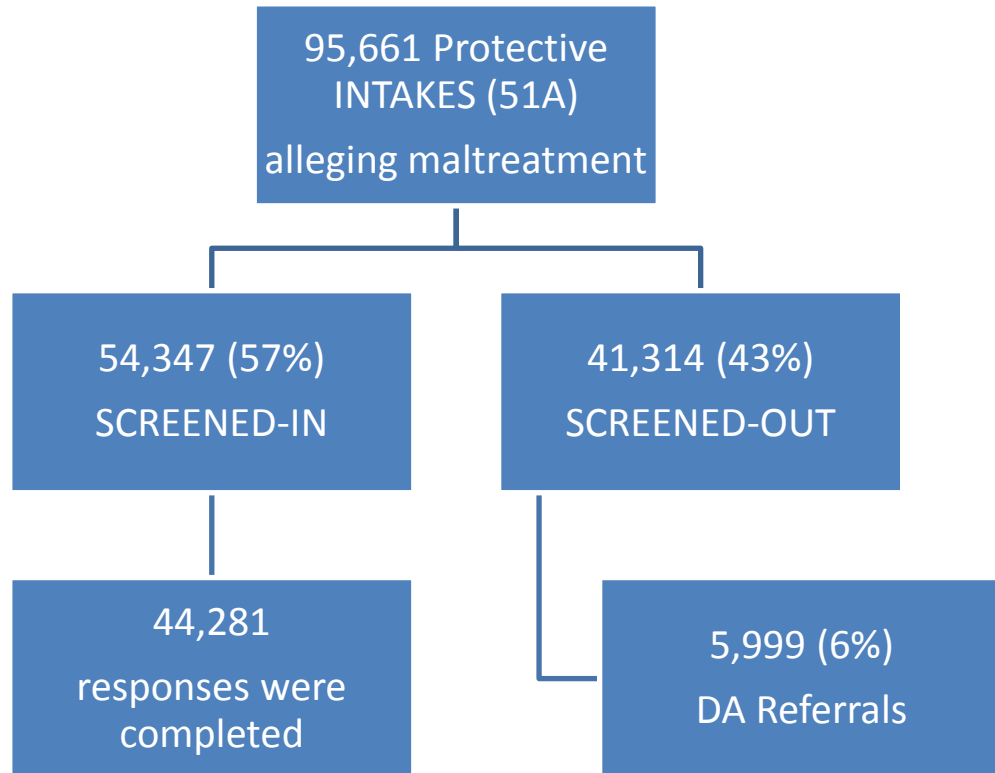 95,661 Protective
INTAKES (51A)
alleging maltreatment
54,347 (57%)
SCREENED-IN
41,314 (43%)
SCREENED-OUT
44,281
responses were
completed
5,999 (6%)
DA Referrals